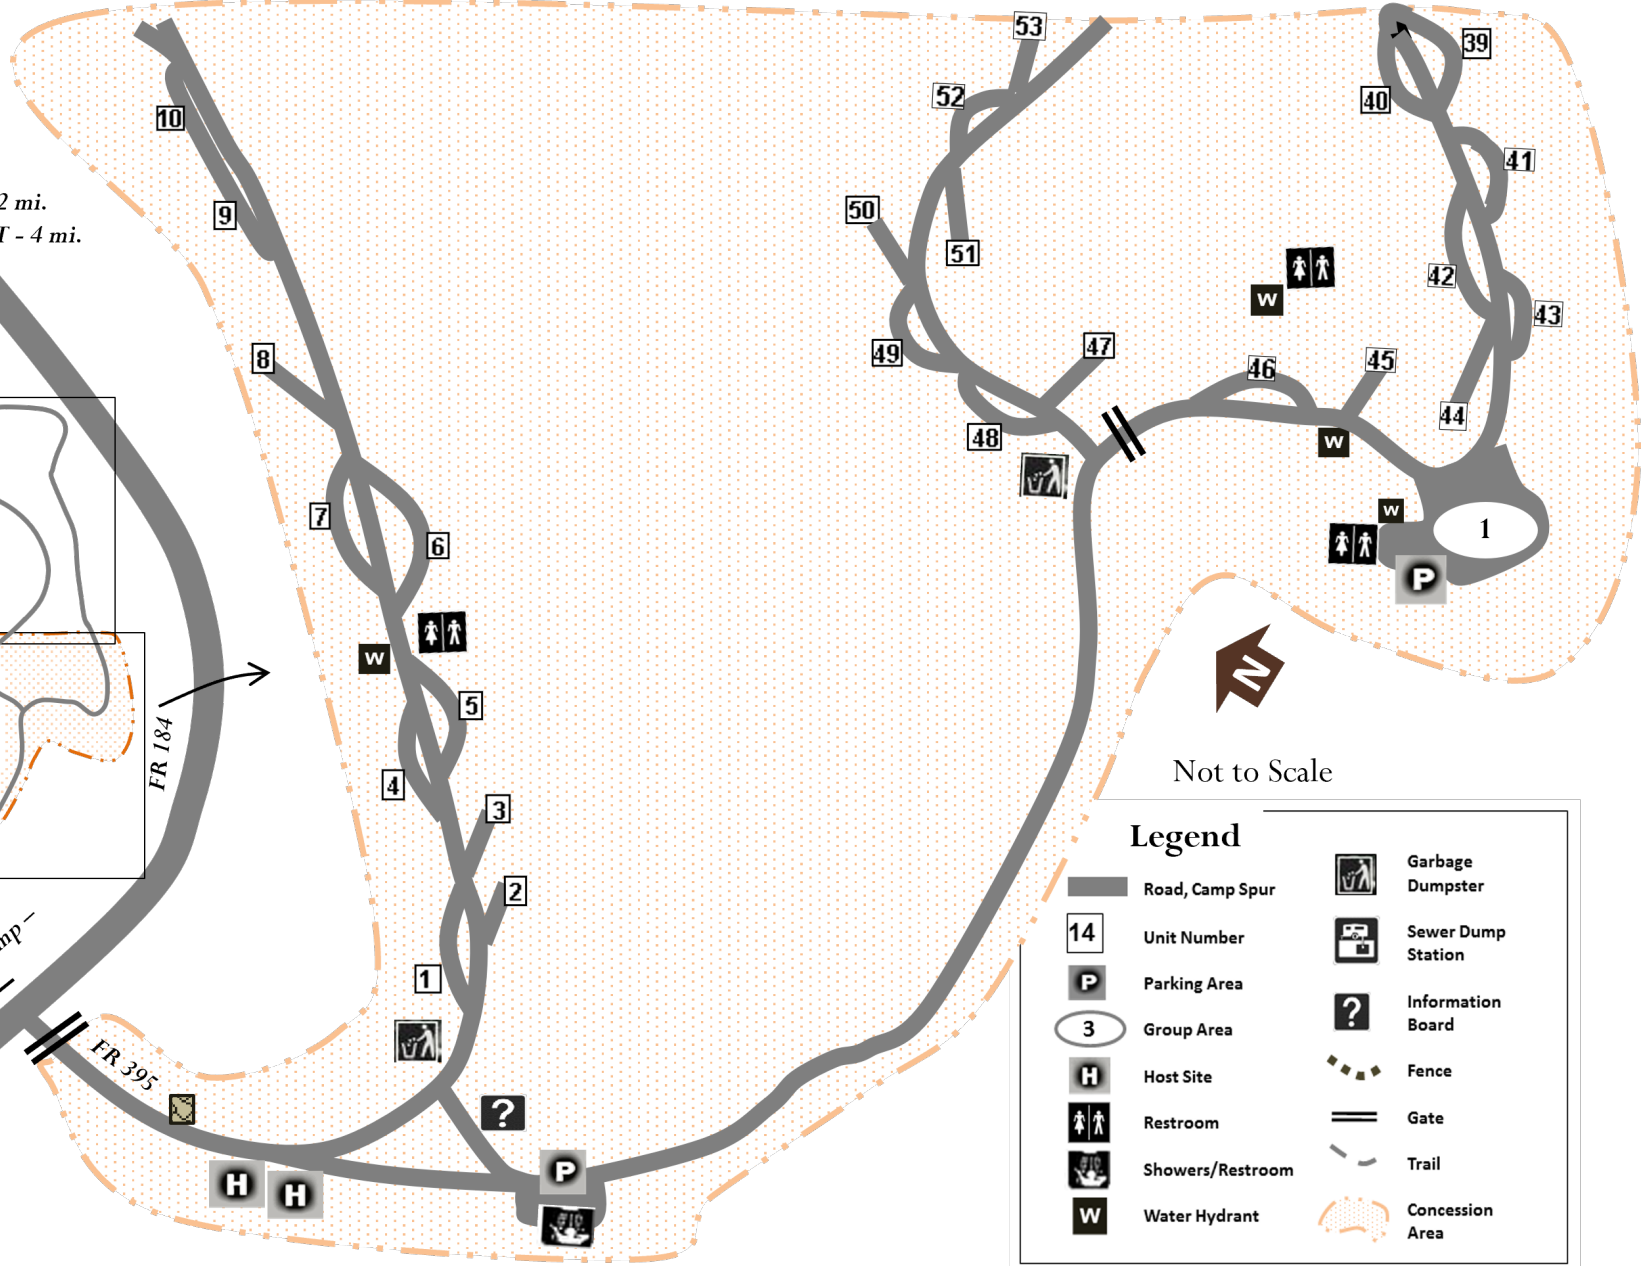 53
39
52
40
10
41
2 mi.
50
9
T - 4 mi.
51
W
42
43
47
49
8
45
46
44
48
W
W
7
1
6
P
W
N
5
FR 184
Not to Scale
4
3
Legend
Garbage
Dumpster
Road, Camp Spur
2
14
Unit Number
Sewer Dump
Station
mp –
1
P
Parking Area
?
Information
Board
3
Group Area
FR 395
H
Host Site
Fence
?
Restroom
Gate
P
Showers/Restroom
Trail
H
H
W
Water Hydrant
Concession
Area